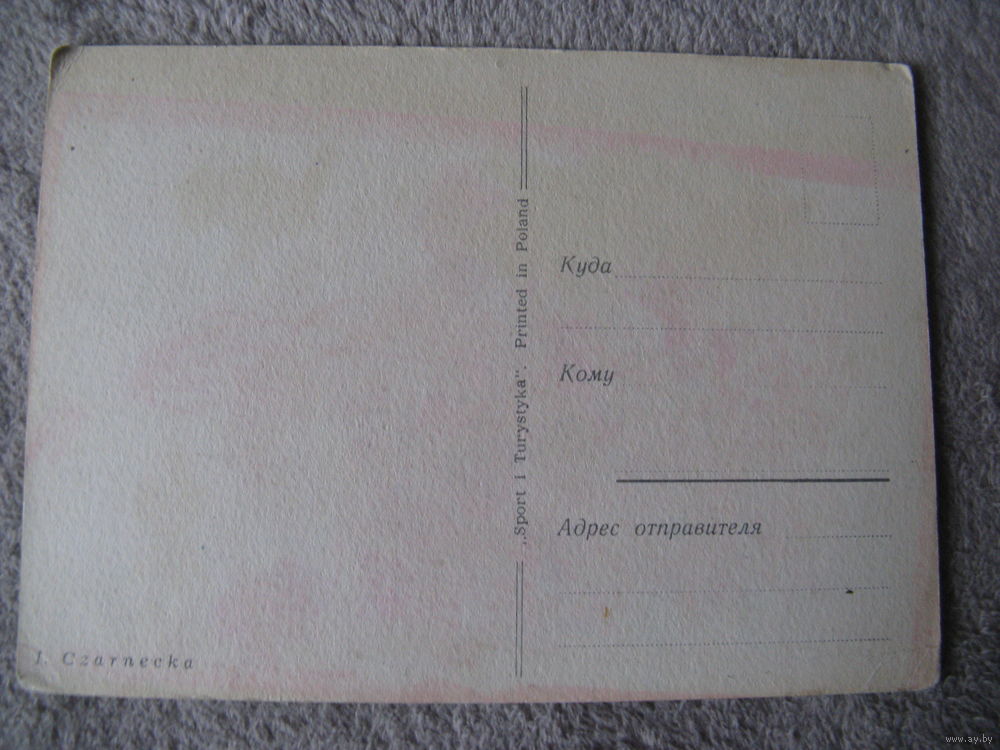 I. Czarnecka
„Sport i Turystyka". Printed in Poland
Куда
Кому
Адрес отправителя
www.ay.by